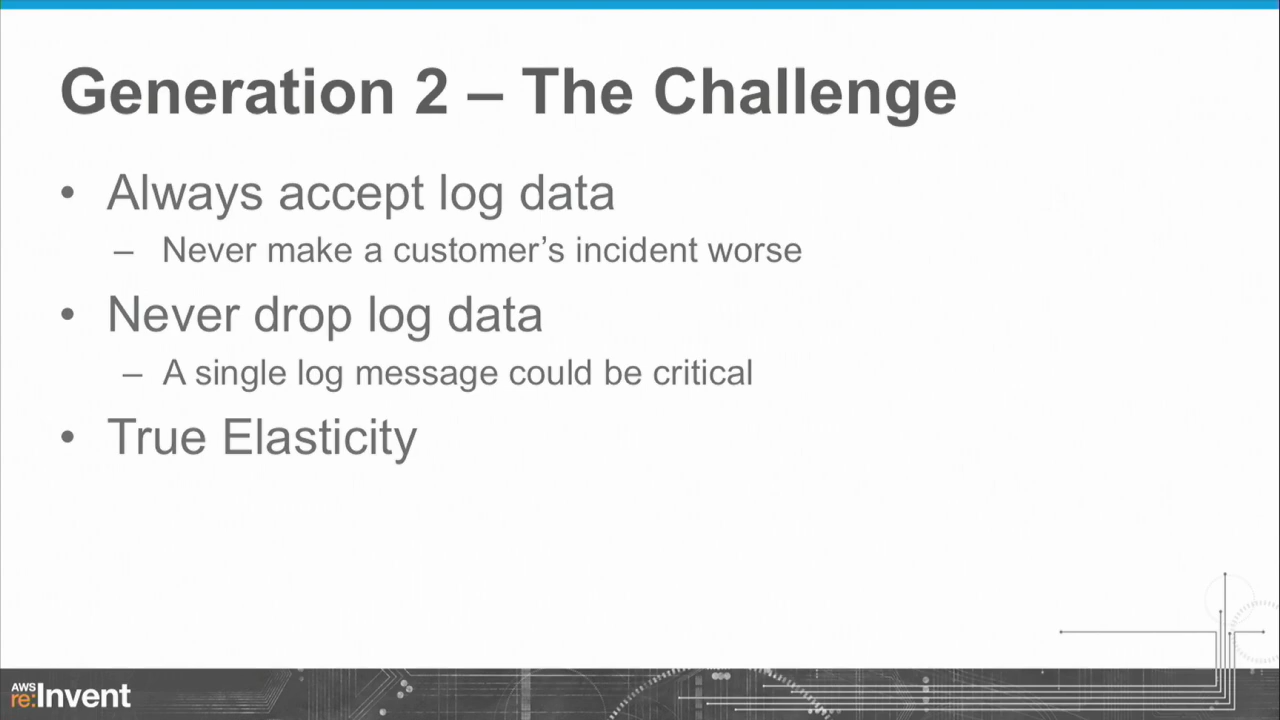 Generation 2 – The Challenge
• Always accept log data
– Never make a customer’s incident worse
• Never drop log data
– A single log message could be critical
• True Elasticity
AWS
re:Invent